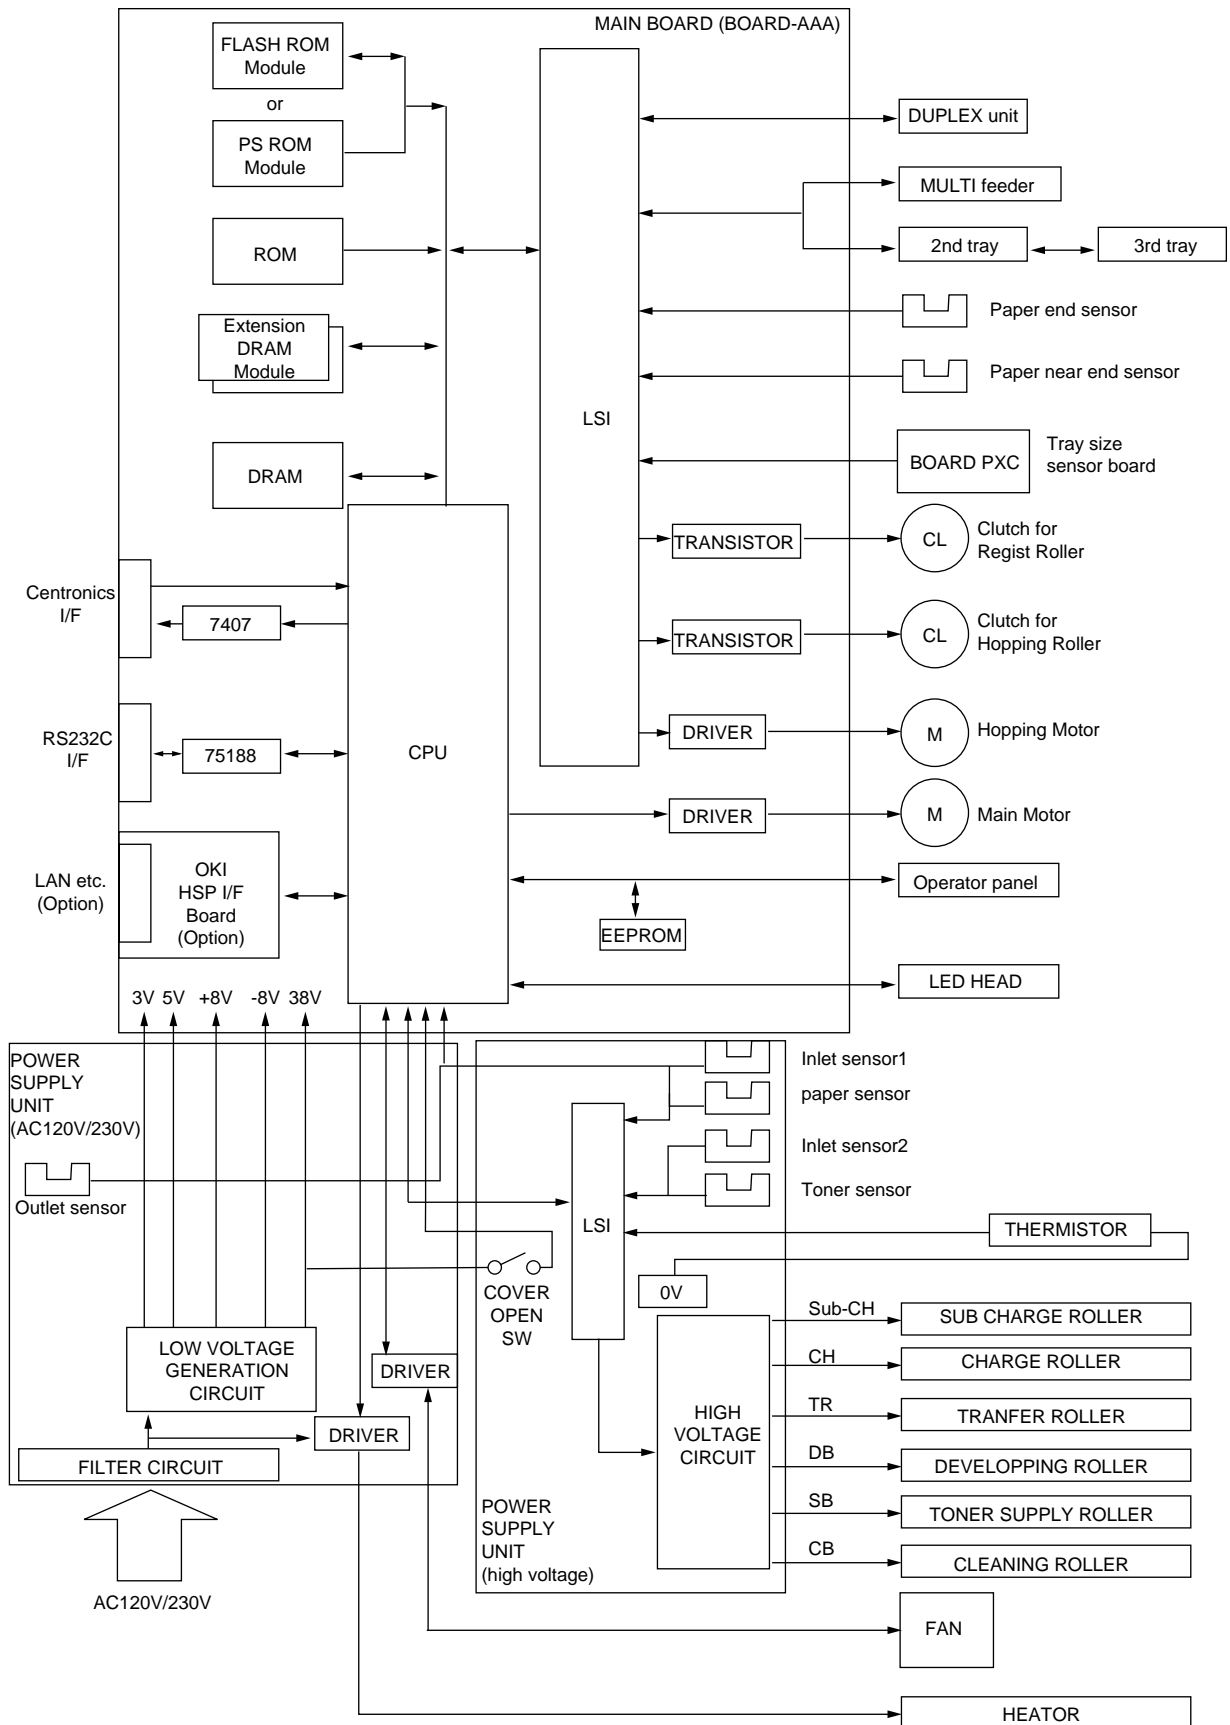 MAIN BOARD (BOARD-AAA)
FLASH ROM
Module
or
PS ROM
Module
ROM
Extension
DRAM
Module
DRAM
LSI
CPU
DUPLEX unit
MULTI feeder
2nd tray
3rd tray
Paper end sensor
Paper near end sensor
BOARD PXC
Tray size
sensor board
TRANSISTOR
CL
Clutch for
Regist Roller
TRANSISTOR
CL
Clutch for
Hopping Roller
DRIVER
M
Hopping Motor
DRIVER
M
Main Motor
Operator panel
EEPROM
LED HEAD
Centronics
I/F
7407
RS232C
I/F
75188
LAN etc.
(Option)
OKI
HSP I/F
Board
(Option)
3V
5V
+8V
-8V
38V
POWER
SUPPLY
UNIT
(AC120V/230V)
Outlet sensor
LOW VOLTAGE
GENERATION
CIRCUIT
DRIVER
DRIVER
FILTER CIRCUIT
AC120V/230V
COVER
OPEN
SW
Inlet sensor1
paper sensor
Inlet sensor2
Toner sensor
LSI
THERMISTOR
0V
HIGH
VOLTAGE
CIRCUIT
Sub-CH
SUB CHARGE ROLLER
CH
CHARGE ROLLER
TR
TRANFER ROLLER
DB
DEVELOPPING ROLLER
SB
TONER SUPPLY ROLLER
CB
CLEANING ROLLER
POWER
SUPPLY
UNIT
(high voltage)
FAN
HEATOR